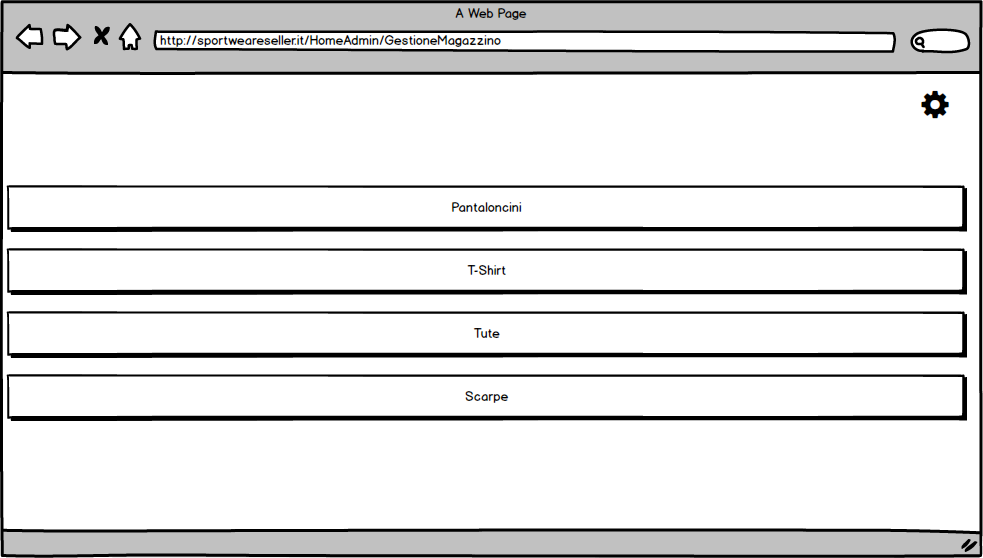 A Web Page
http://sportweareseller.it/HomeAdmin/GestioneMagazzino
Pantaloncini
T-Shirt
Tute
Scarpe